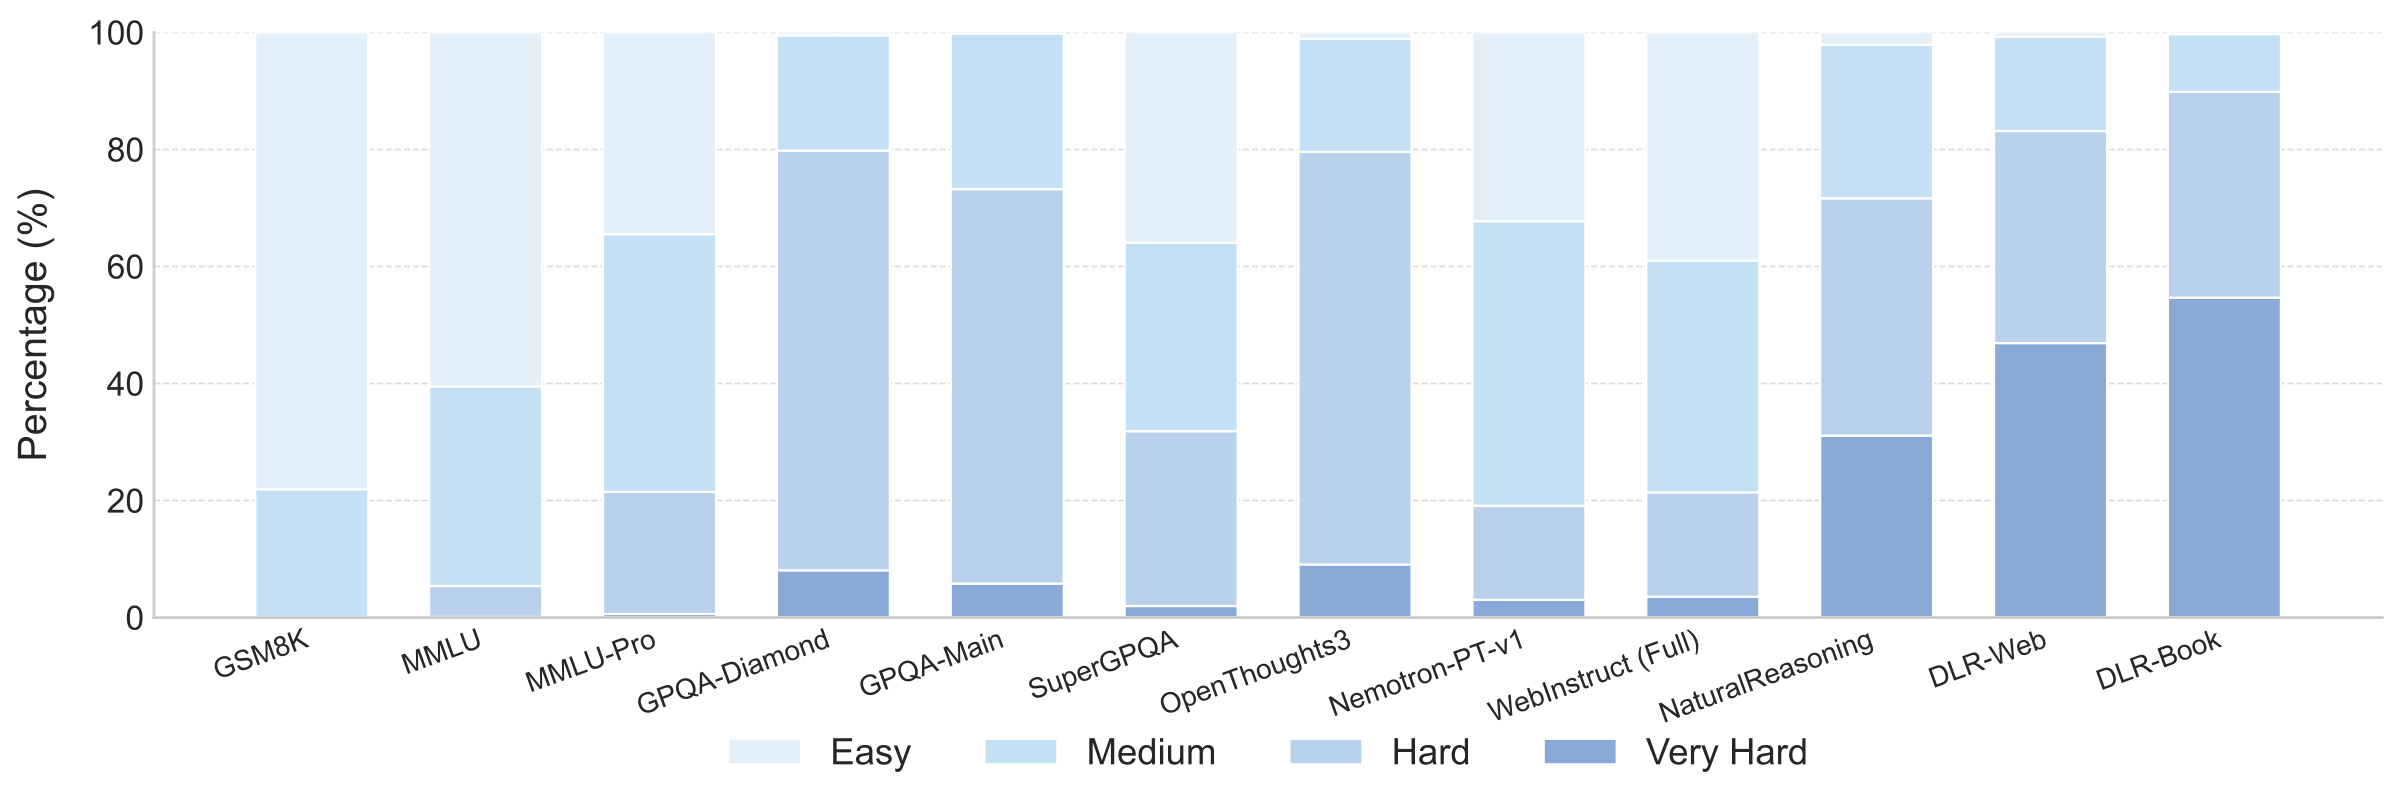 Percentage (%)
100
80
60
40
20
0
GSM8K
MMLU
MMLU-Pro
GPQA-Diamond
GPQA-Main
SuperGPQA
OpenThoughts3
Nemotron-PT-v1
WebInstruct (Full)
NaturalReasoning
DLR-Web
DLR-Book
Easy Medium Hard Very Hard